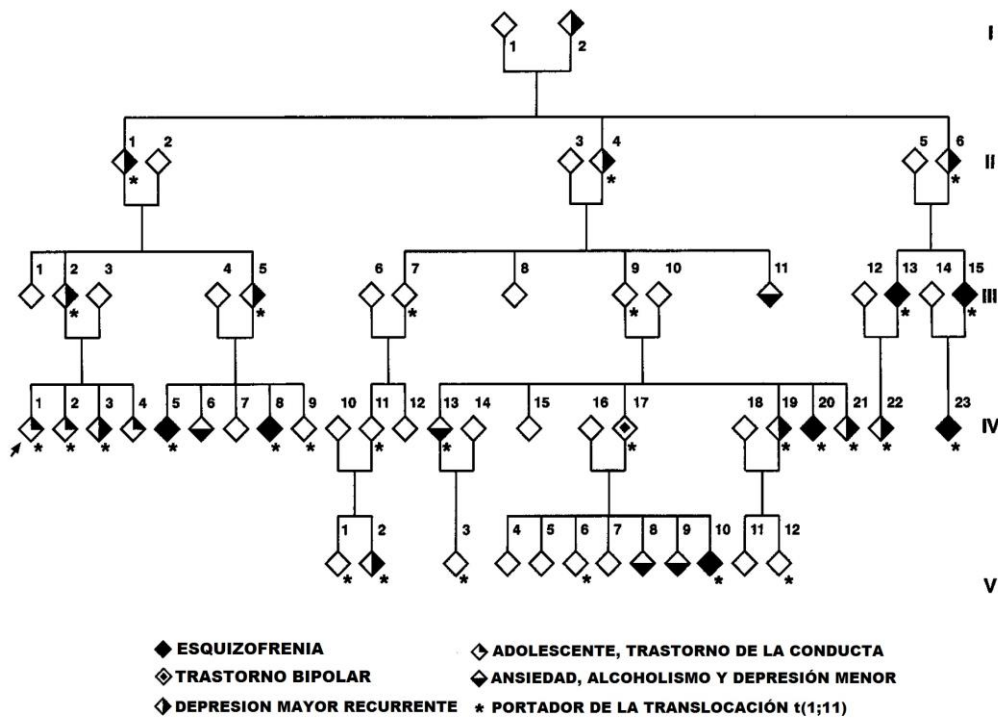 I
1 2
1 2 3 4 5 6
II
1 2 3 4 5 6 7 8 9 10 11 12 13 14 15
* * * * * * *
III
1 2 3 4 5 6 7 8 9 10 11 12 13 14 15 16 17 18 19 20 21 22 23
IV
1 2 3 4 5 6 7 8 9 10 11 12
V
ESQUIZOFRENIA
TRASTORNO BIPOLAR
DEPRESION MAYOR RECURRENTE
ADOLESCENTE, TRASTORNO DE LA CONDUCTA
ANSIEDAD, ALCOHOLISMO Y DEPRESIÓN MENOR
* PORTADOR DE LA TRANSLOCACIÓN t(1;11)